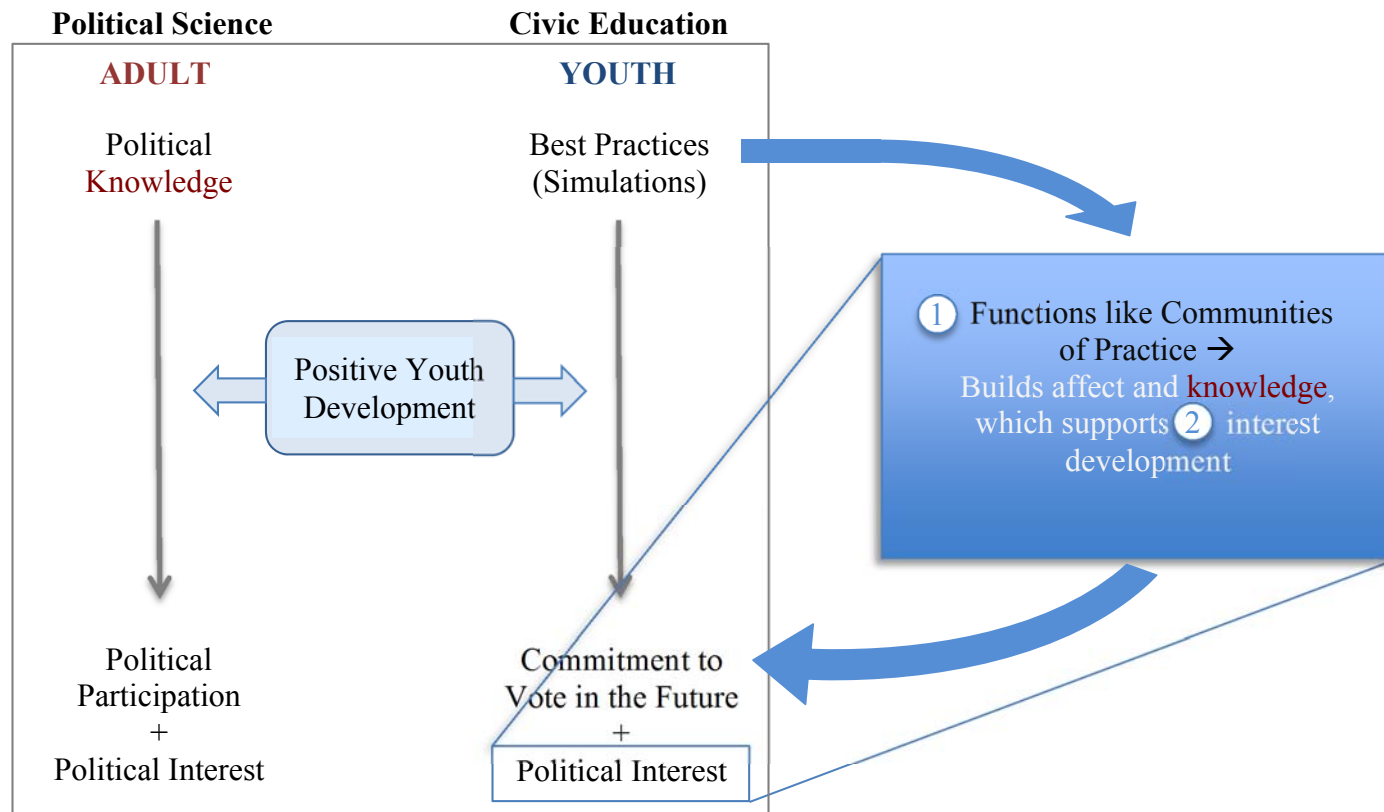 Political Science
ADULT
Political
Knowledge
Political
Participation
+
Political Interest
Positive Youth
Development
Civic Education
YOUTH
Best Practices
(Simulations)
Commitment to
Vote in the Future
+
Political Interest
1 Functions like Communities
of Practice →
Builds affect and knowledge,
which supports 2 interest
development